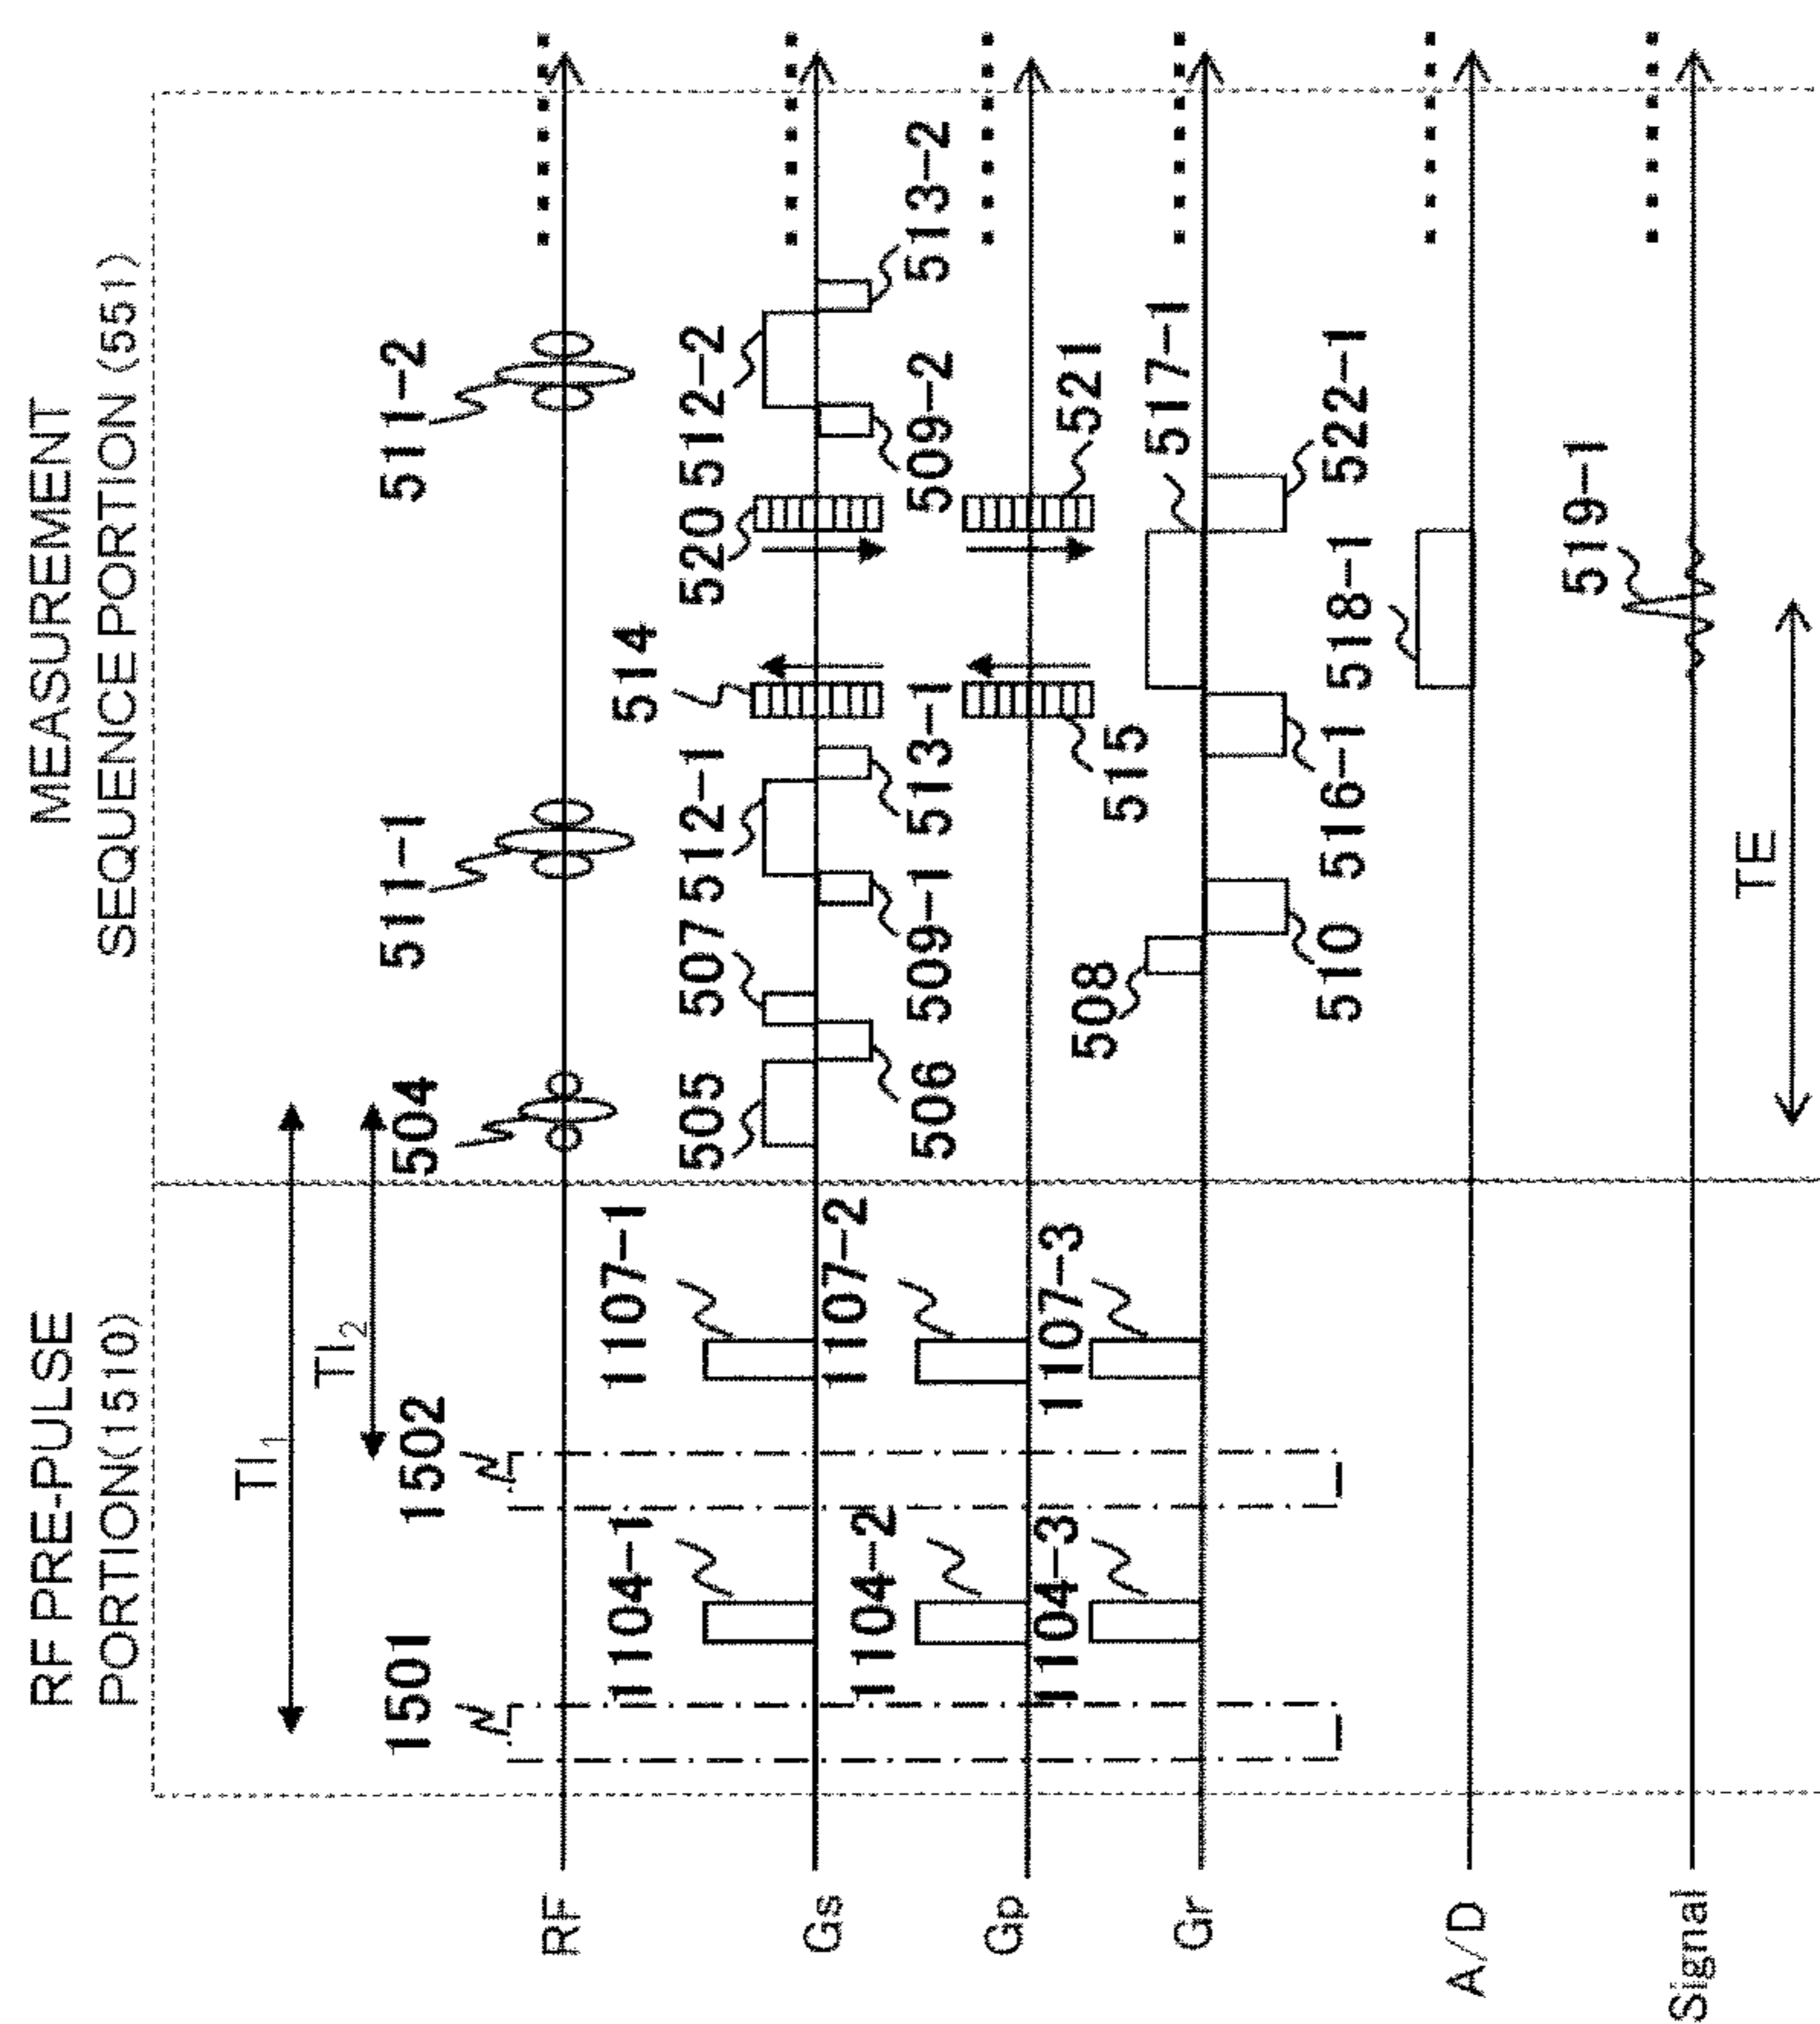 RF PRE-PULSE
PORTION(1510)
MEASUREMENT
SEQUENCE PORTION (551)
TI1
TI2
1501
1502
504
511-1
511-2
RF
1104-1
1107-1
505
507
512-1
514
520
512-2
Gs
1104-2
1107-2
506
509-1
513-1
509-2
513-2
Gp
1104-3
1107-3
508
515
521
517-1
Gr
510
516-1
518-1
522-1
A/D
519-1
Signal
TE